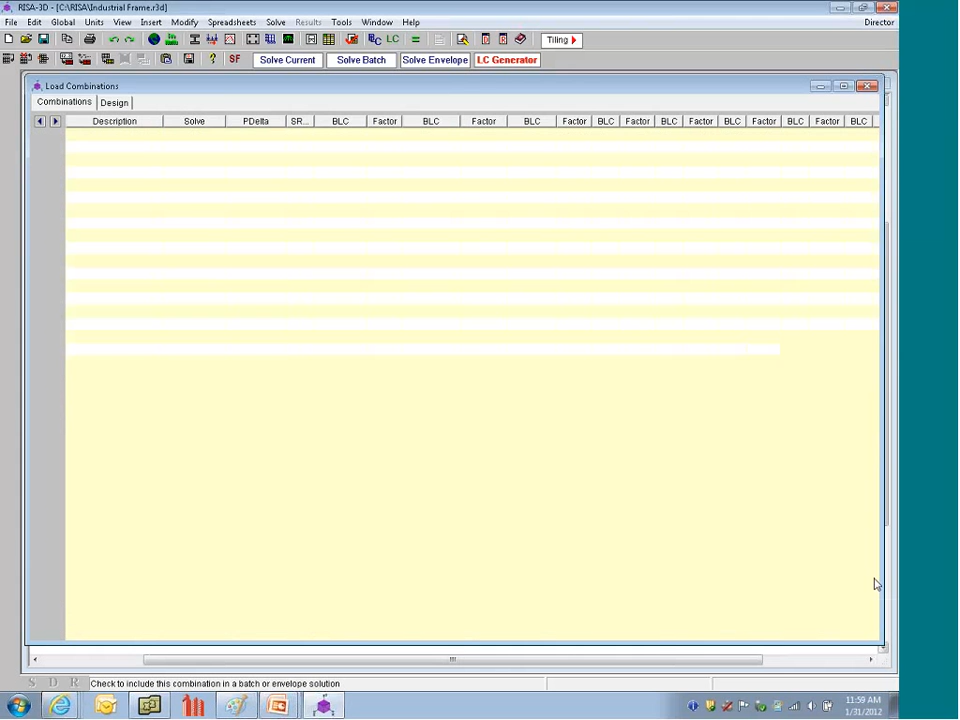 RISA-3D - [C:\RISA\Industrial Frame.r3d]
File Edit Global Units View Insert Modify Spreadsheets Solve Results Tools Window Help Director
LC Tiling
SF Solve Current Solve Batch Solve Envelope LC Generator
Load Combinations
Combinations Design
Description Solve PDelta SR... BLC Factor BLC Factor BLC Factor BLC Factor BLC Factor BLC Factor BLC Factor BLC
S D R Check to include this combination in a batch or envelope solution
11:59 AM
1/31/2012